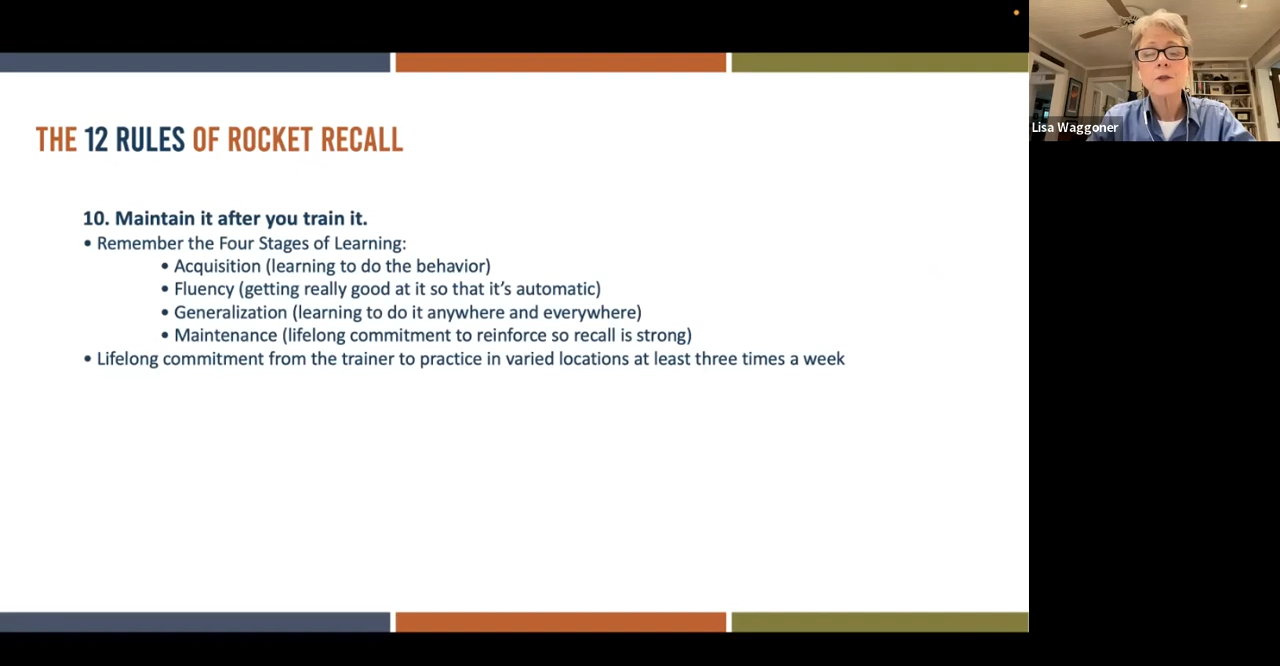 THE 12 RULES OF ROCKET RECALL
10. Maintain it after you train it.
• Remember the Four Stages of Learning:
• Acquisition (learning to do the behavior)
• Fluency (getting really good at it so that it’s automatic)
• Generalization (learning to do it anywhere and everywhere)
• Maintenance (lifelong commitment to reinforce so recall is strong)
• Lifelong commitment from the trainer to practice in varied locations at least three times a week
Lisa Waggoner